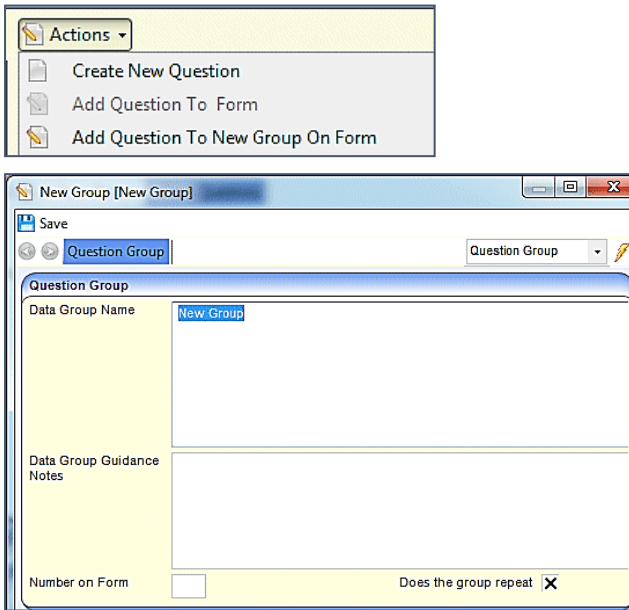 Actions
Create New Question
Add Question To Form
Add Question To New Group On Form
New Group [New Group]
Save
Question Group
Question Group
Question Group
Data Group Name
New Group
Data Group Guidance
Notes
Number on Form
Does the group repeat